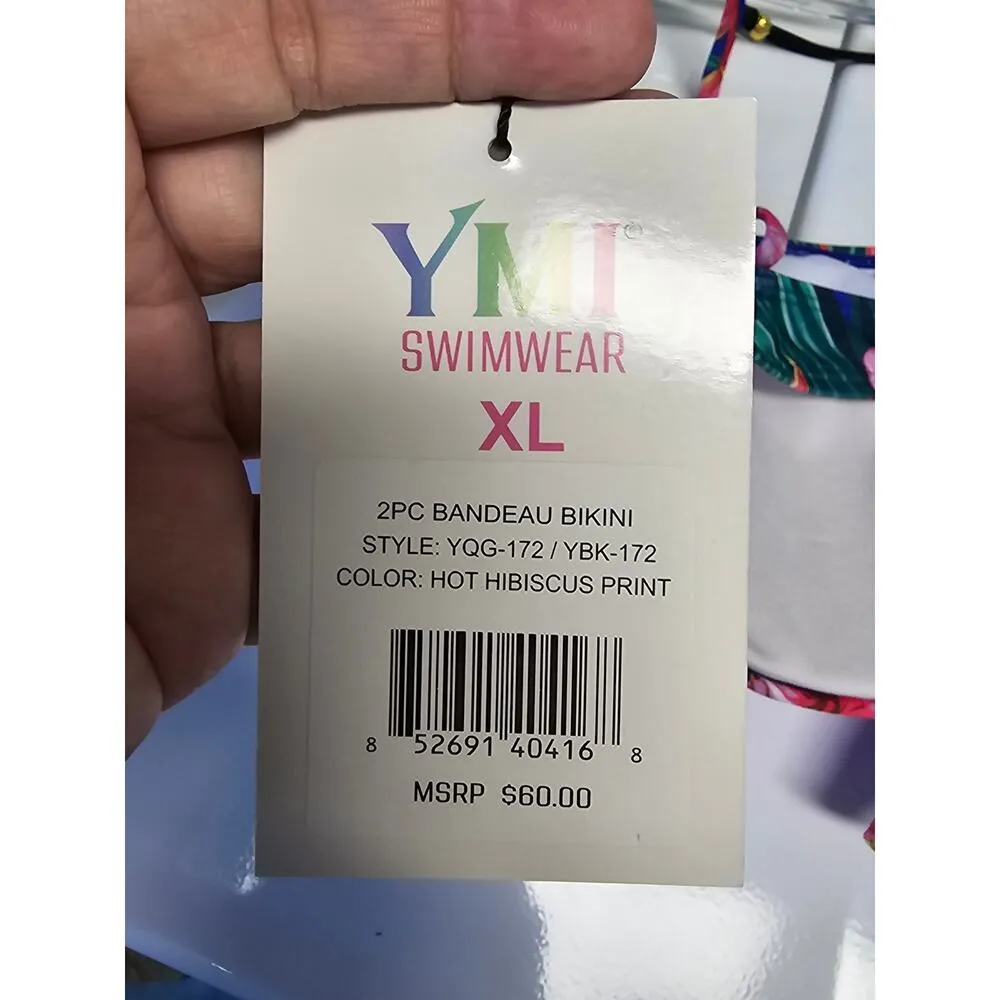 YMI®
SWIMWEAR
XL
2PC BANDEAU BIKINI
STYLE: YQG-172 / YBK-172
COLOR: HOT HIBISCUS PRINT
8 52691 40416 8
MSRP $60.00